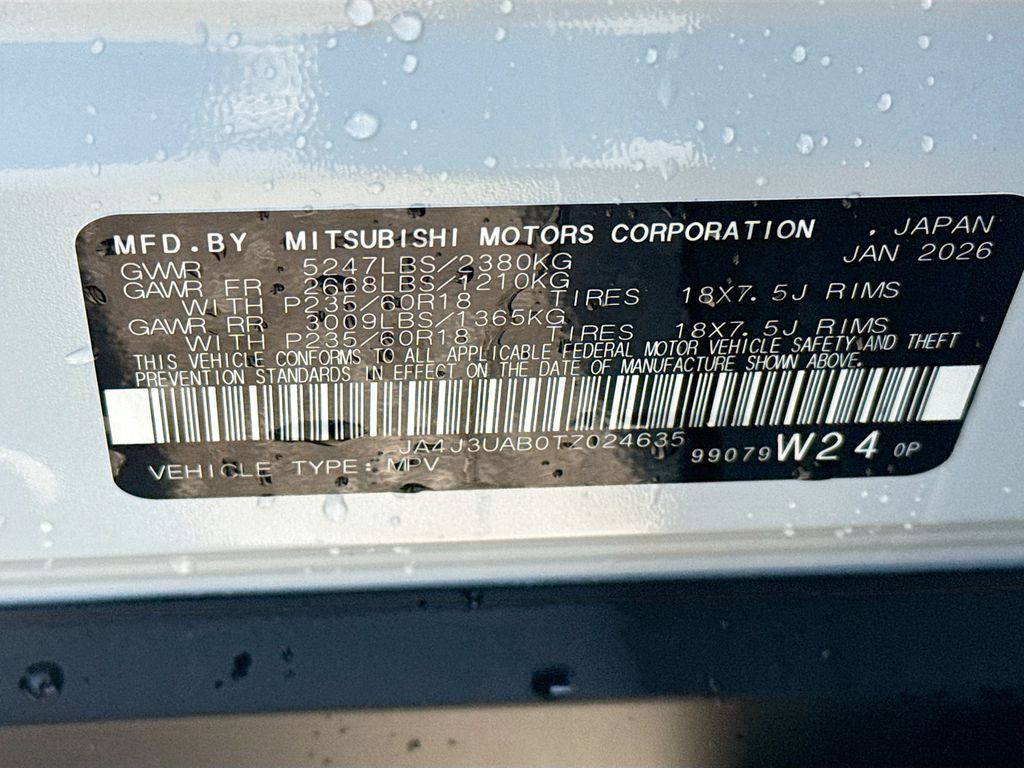 MFD.BY MITSUBISHI MOTORS CORPORATION , JAPAN
GVWR 5247LBS/2380KG JAN 2026
GAWR FR 2668LBS/1210KG
WITH P235/60R18 TIRES 18X7.5J RIMS
GAWR RR 3009LBS/1365KG
WITH P235/60R18 TIRES 18X7.5J RIMS
THIS VEHICLE CONFORMS TO ALL APPLICABLE FEDERAL MOTOR VEHICLE SAFETY AND THEFT
PREVENTION STANDARDS IN EFFECT ON THE DATE OF MANUFACTURE SHOWN ABOVE.
JA4J3UAB0TZ024635
VEHICLE TYPE: MPV 99079 W24 0P